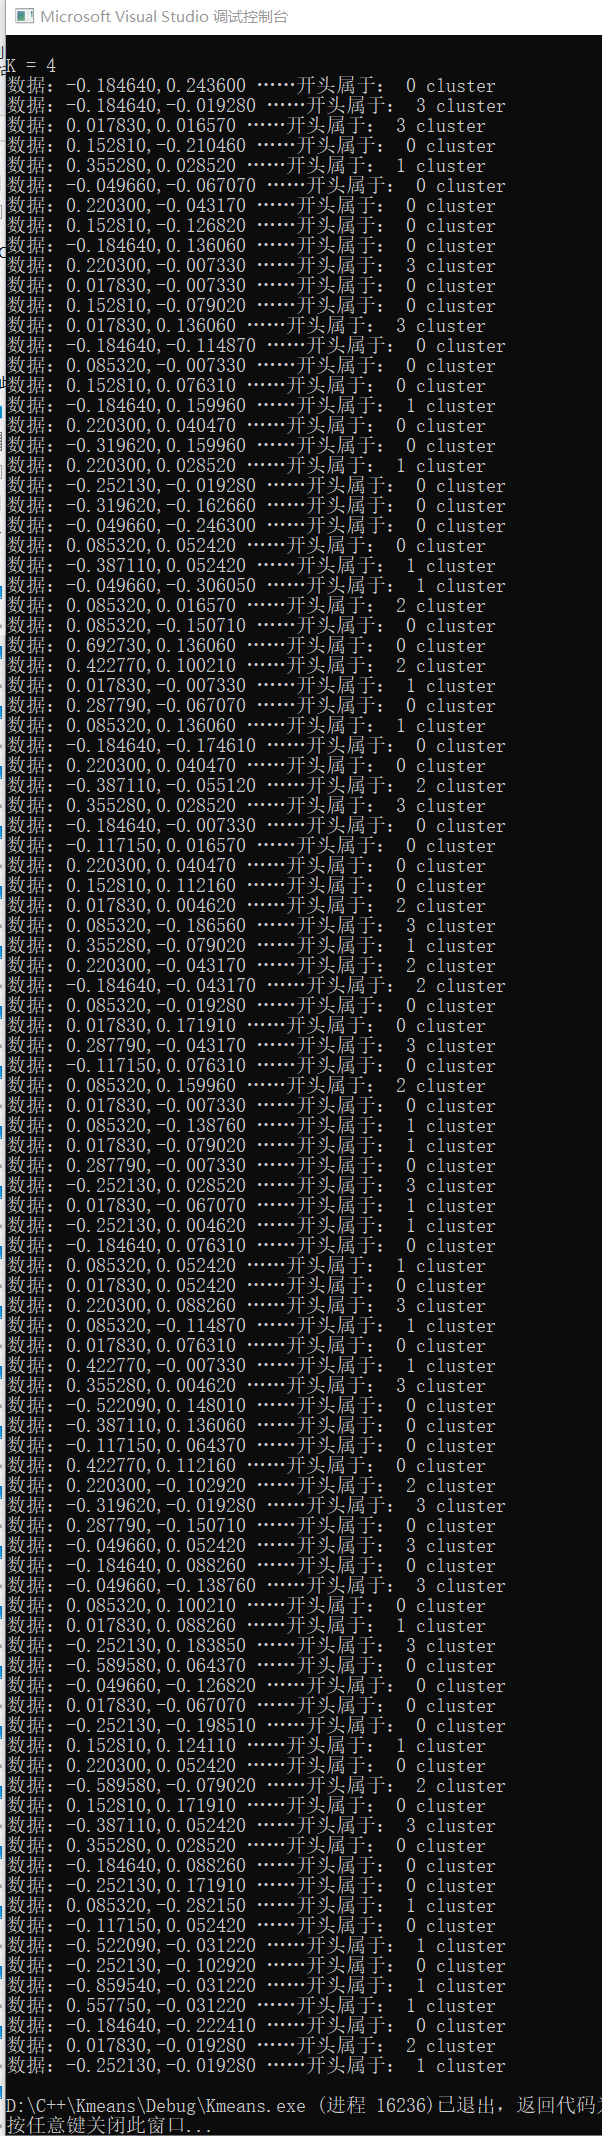 Microsoft Visual Studio 调试控制台
K = 4
数据: -0.184640,0.243600 ……开头属于: 0 cluster
数据: -0.184640,-0.019280 ……开头属于: 3 cluster
数据: 0.017830,0.016570 ……开头属于: 3 cluster
数据: 0.152810,-0.210460 ……开头属于: 0 cluster
数据: 0.355280,0.028520 ……开头属于: 1 cluster
数据: -0.049660,-0.067070 ……开头属于: 0 cluster
数据: 0.220300,-0.043170 ……开头属于: 0 cluster
数据: 0.152810,-0.126820 ……开头属于: 0 cluster
数据: -0.184640,0.136060 ……开头属于: 0 cluster
数据: 0.220300,-0.007330 ……开头属于: 3 cluster
数据: 0.017830,-0.007330 ……开头属于: 0 cluster
数据: 0.152810,-0.079020 ……开头属于: 0 cluster
数据: 0.017830,0.136060 ……开头属于: 3 cluster
数据: -0.184640,-0.114870 ……开头属于: 0 cluster
数据: 0.085320,-0.007330 ……开头属于: 0 cluster
数据: 0.152810,0.076310 ……开头属于: 0 cluster
数据: -0.184640,0.159960 ……开头属于: 1 cluster
数据: 0.220300,0.040470 ……开头属于: 0 cluster
数据: -0.319620,0.159960 ……开头属于: 0 cluster
数据: 0.220300,0.028520 ……开头属于: 1 cluster
数据: -0.252130,-0.019280 ……开头属于: 0 cluster
数据: -0.319620,-0.162660 ……开头属于: 0 cluster
数据: -0.049660,-0.246300 ……开头属于: 0 cluster
数据: 0.085320,0.052420 ……开头属于: 0 cluster
数据: -0.387110,0.052420 ……开头属于: 1 cluster
数据: -0.049660,-0.306050 ……开头属于: 1 cluster
数据: 0.085320,0.016570 ……开头属于: 2 cluster
数据: 0.085320,-0.150710 ……开头属于: 0 cluster
数据: 0.692730,0.136060 ……开头属于: 0 cluster
数据: 0.422770,0.100210 ……开头属于: 2 cluster
数据: 0.017830,-0.007330 ……开头属于: 1 cluster
数据: 0.287790,-0.067070 ……开头属于: 0 cluster
数据: 0.085320,0.136060 ……开头属于: 1 cluster
数据: -0.184640,-0.174610 ……开头属于: 0 cluster
数据: 0.220300,0.040470 ……开头属于: 0 cluster
数据: -0.387110,-0.055120 ……开头属于: 2 cluster
数据: 0.355280,0.028520 ……开头属于: 3 cluster
数据: -0.184640,-0.007330 ……开头属于: 0 cluster
数据: -0.117150,0.016570 ……开头属于: 0 cluster
数据: 0.220300,0.040470 ……开头属于: 0 cluster
数据: 0.152810,0.112160 ……开头属于: 0 cluster
数据: 0.017830,0.004620 ……开头属于: 2 cluster
数据: 0.085320,-0.186560 ……开头属于: 3 cluster
数据: 0.355280,-0.079020 ……开头属于: 1 cluster
数据: 0.220300,-0.043170 ……开头属于: 2 cluster
数据: -0.184640,-0.043170 ……开头属于: 2 cluster
数据: 0.085320,-0.019280 ……开头属于: 0 cluster
数据: 0.017830,0.171910 ……开头属于: 0 cluster
数据: 0.287790,-0.043170 ……开头属于: 3 cluster
数据: -0.117150,0.076310 ……开头属于: 0 cluster
数据: 0.085320,0.159960 ……开头属于: 2 cluster
数据: 0.017830,-0.007330 ……开头属于: 0 cluster
数据: 0.085320,-0.138760 ……开头属于: 1 cluster
数据: 0.017830,-0.079020 ……开头属于: 1 cluster
数据: 0.287790,-0.007330 ……开头属于: 0 cluster
数据: -0.252130,0.028520 ……开头属于: 3 cluster
数据: 0.017830,-0.067070 ……开头属于: 1 cluster
数据: -0.252130,0.004620 ……开头属于: 1 cluster
数据: -0.184640,0.076310 ……开头属于: 0 cluster
数据: 0.085320,0.052420 ……开头属于: 1 cluster
数据: 0.017830,0.052420 ……开头属于: 0 cluster
数据: 0.220300,0.088260 ……开头属于: 3 cluster
数据: 0.085320,-0.114870 ……开头属于: 1 cluster
数据: 0.017830,0.076310 ……开头属于: 0 cluster
数据: 0.422770,-0.007330 ……开头属于: 1 cluster
数据: 0.355280,0.004620 ……开头属于: 3 cluster
数据: -0.522090,0.148010 ……开头属于: 0 cluster
数据: -0.387110,0.136060 ……开头属于: 0 cluster
数据: -0.117150,0.064370 ……开头属于: 0 cluster
数据: 0.422770,0.112160 ……开头属于: 0 cluster
数据: 0.220300,-0.102920 ……开头属于: 2 cluster
数据: -0.319620,-0.019280 ……开头属于: 3 cluster
数据: 0.287790,-0.150710 ……开头属于: 0 cluster
数据: -0.049660,0.052420 ……开头属于: 3 cluster
数据: -0.184640,0.088260 ……开头属于: 0 cluster
数据: -0.049660,-0.138760 ……开头属于: 3 cluster
数据: 0.085320,0.100210 ……开头属于: 0 cluster
数据: 0.017830,0.088260 ……开头属于: 1 cluster
数据: -0.252130,0.183850 ……开头属于: 3 cluster
数据: -0.589580,0.064370 ……开头属于: 0 cluster
数据: -0.049660,-0.126820 ……开头属于: 0 cluster
数据: 0.017830,-0.067070 ……开头属于: 0 cluster
数据: -0.252130,-0.198510 ……开头属于: 0 cluster
数据: 0.152810,0.124110 ……开头属于: 1 cluster
数据: 0.220300,0.052420 ……开头属于: 0 cluster
数据: -0.589580,-0.079020 ……开头属于: 2 cluster
数据: 0.152810,0.171910 ……开头属于: 0 cluster
数据: -0.387110,0.052420 ……开头属于: 3 cluster
数据: 0.355280,0.028520 ……开头属于: 0 cluster
数据: -0.184640,0.088260 ……开头属于: 0 cluster
数据: -0.252130,0.171910 ……开头属于: 0 cluster
数据: 0.085320,-0.282150 ……开头属于: 1 cluster
数据: -0.117150,0.052420 ……开头属于: 0 cluster
数据: -0.522090,-0.031220 ……开头属于: 1 cluster
数据: -0.252130,-0.102920 ……开头属于: 0 cluster
数据: -0.859540,-0.031220 ……开头属于: 1 cluster
数据: 0.557750,-0.031220 ……开头属于: 1 cluster
数据: -0.184640,-0.222410 ……开头属于: 0 cluster
数据: 0.017830,-0.019280 ……开头属于: 2 cluster
数据: -0.252130,-0.019280 ……开头属于: 1 cluster
D:\C++\Kmeans\Debug\Kmeans.exe (进程 16236)已退出，返回代码
按任意键关闭此窗口...